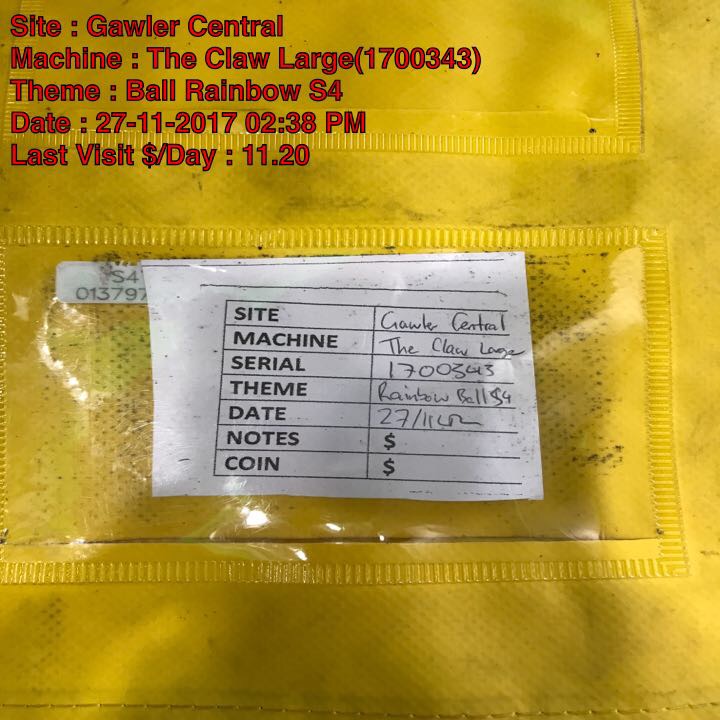 Site : Gawler Central
Machine : The Claw Large(1700343)
Theme : Ball Rainbow S4
Date : 27-11-2017 02:38 PM
Last Visit $/Day : 11.20
S4
013797
SITE Gawler Central
MACHINE The Claw Large
SERIAL 1700343
THEME Rainbow Ball S4
DATE
NOTES $
COIN $